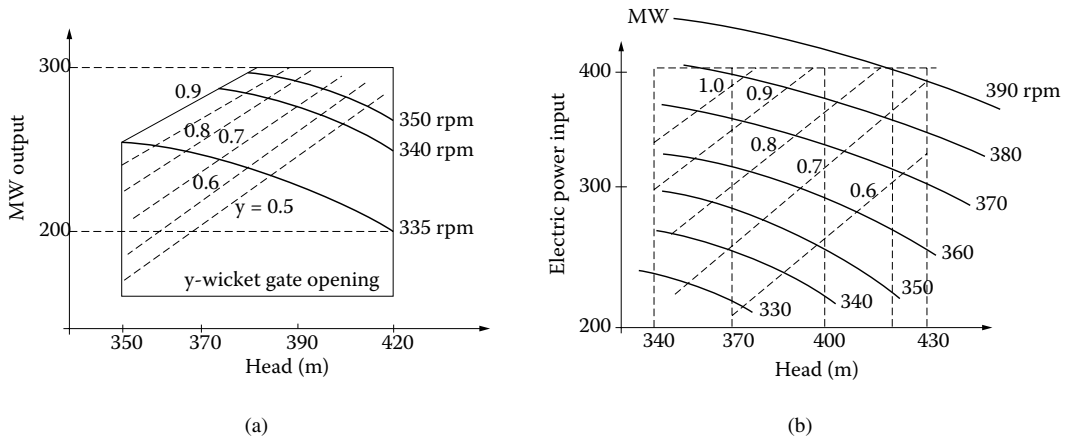 MW output
300
200
0.9
0.8
0.7
0.6
y = 0.5
350 rpm
340 rpm
335 rpm
y-wicket gate opening
350
370
390
420
Head (m)
(a)
MW
Electric power input
400
300
200
1.0
0.9
0.8
0.7
0.6
390 rpm
380
370
360
350
340
330
340
370
400
430
Head (m)
(b)